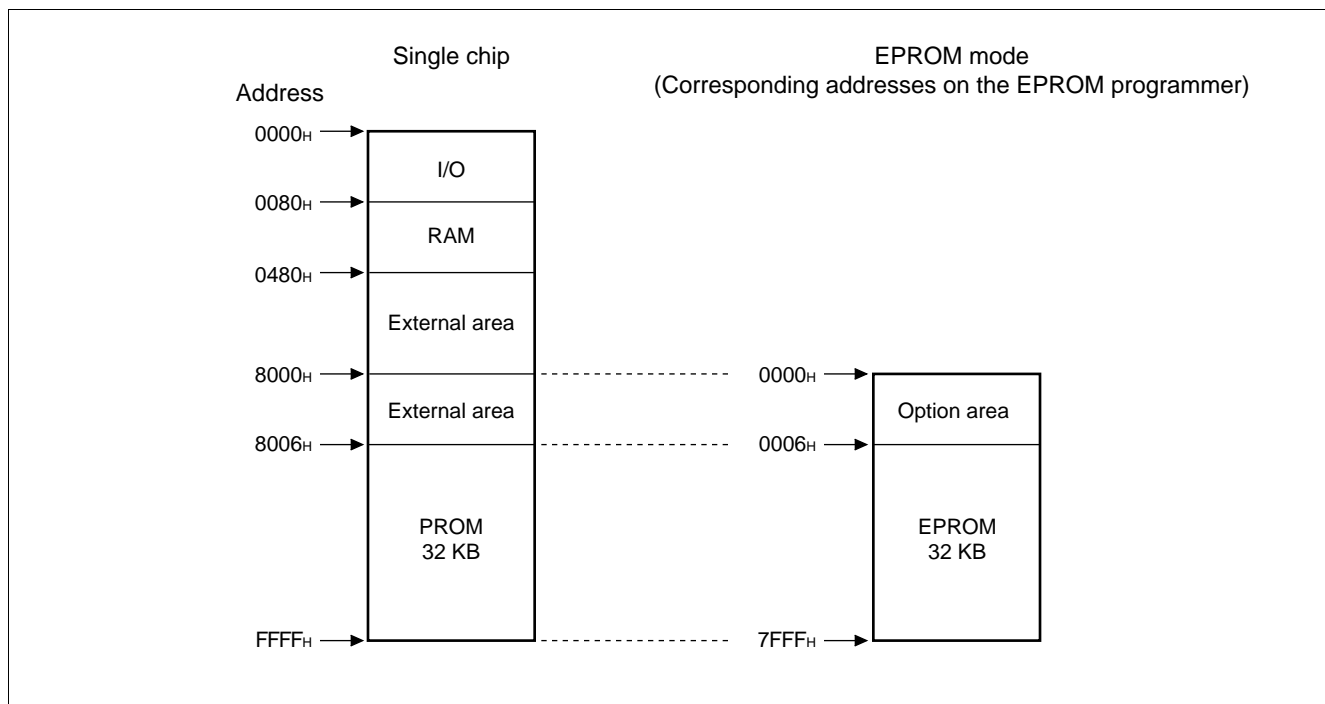 Single chip
EPROM mode
(Corresponding addresses on the EPROM programmer)
Address
0000H
I/O
0080H
RAM
0480H
External area
8000H
0000H
External area
Option area
8006H
0006H
PROM
32 KB
EPROM
32 KB
FFFFH
7FFFH